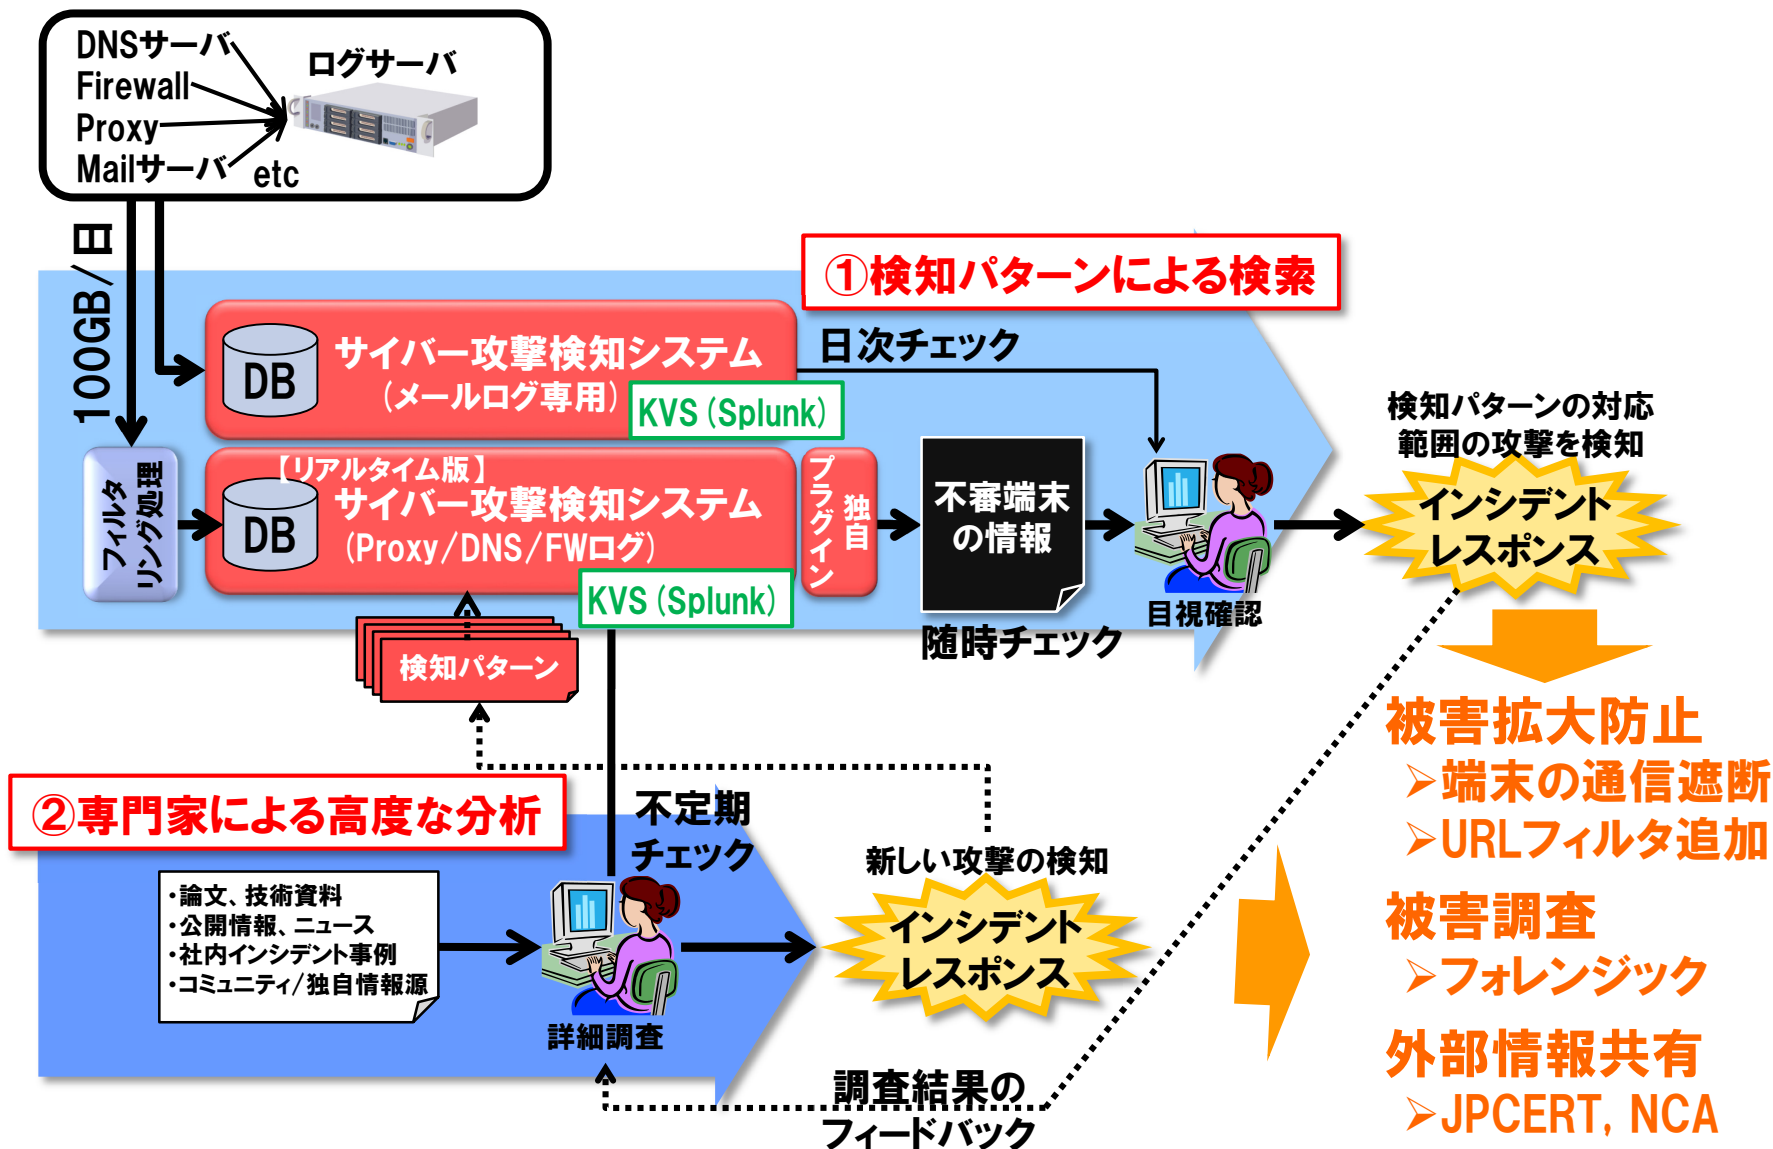 DNSサーバ
Firewall
Proxy
Mailサーバ
etc
ログサーバ
100GB/日
①検知パターンによる検索
DB
サイバー攻撃検知システム
(メールログ専用)
KVS(Splunk)
日次チェック
フィルタ
リング処理
【リアルタイム版】
DB
サイバー攻撃検知システム
(Proxy/DNS/FWログ)
KVS(Splunk)
独自
プラグイン
不審端末
の情報
随時チェック
目視確認
検知パターンの対応
範囲の攻撃を検知
インシデント
レスポンス
検知パターン
②専門家による高度な分析
不定期
チェック
・論文、技術資料
・公開情報、ニュース
・社内インシデント事例
・コミュニティ/独自情報源
詳細調査
新しい攻撃の検知
インシデント
レスポンス
調査結果の
フィードバック
被害拡大防止
➢端末の通信遮断
➢URLフィルタ追加
被害調査
➢フォレンジック
外部情報共有
➢JPCERT, NCA